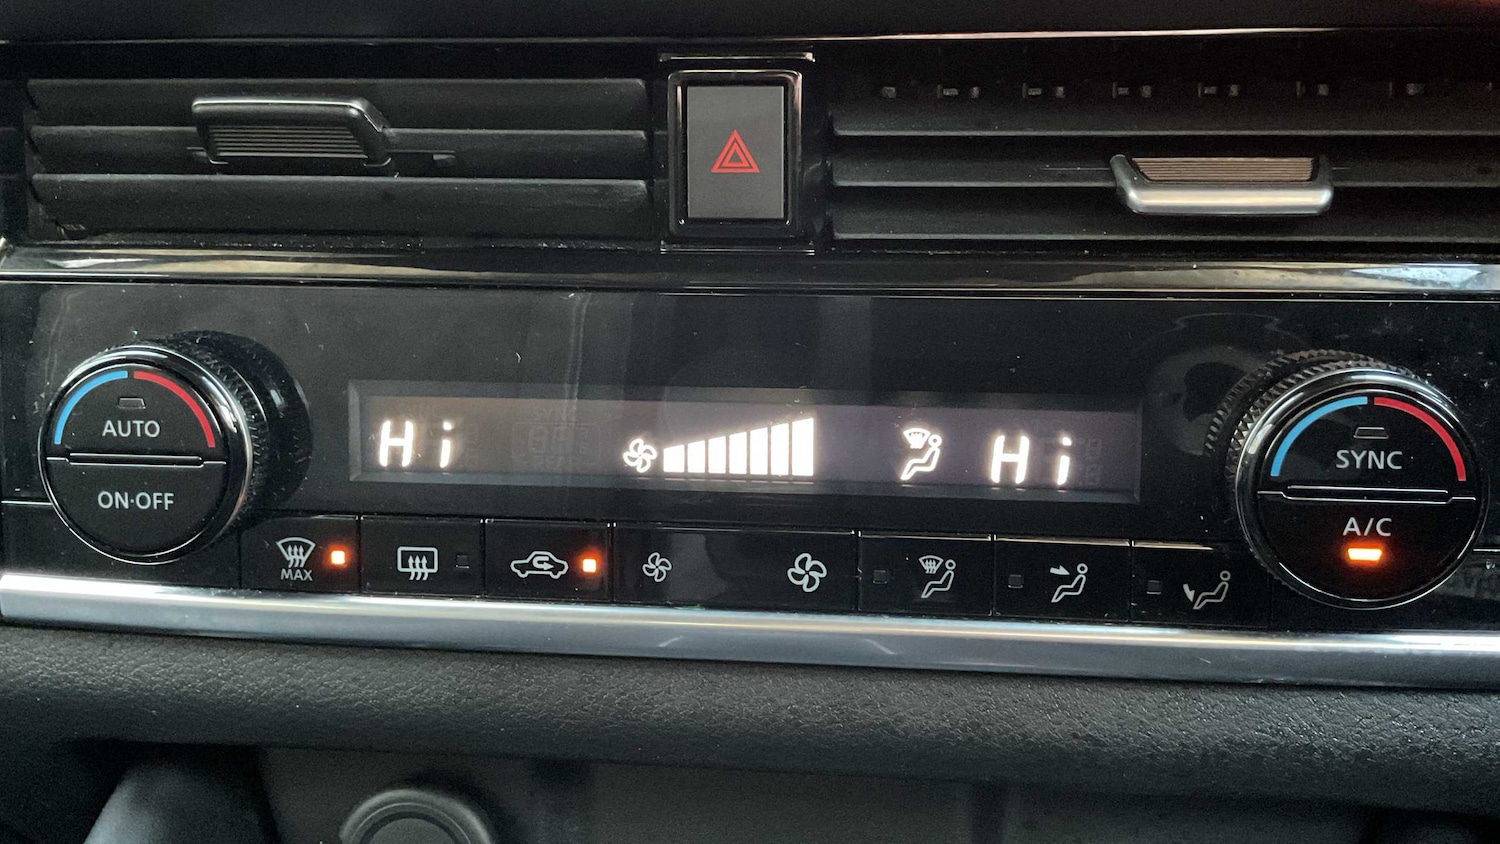 AUTO
ON·OFF
Hi
Hi
SYNC
A/C
MAX